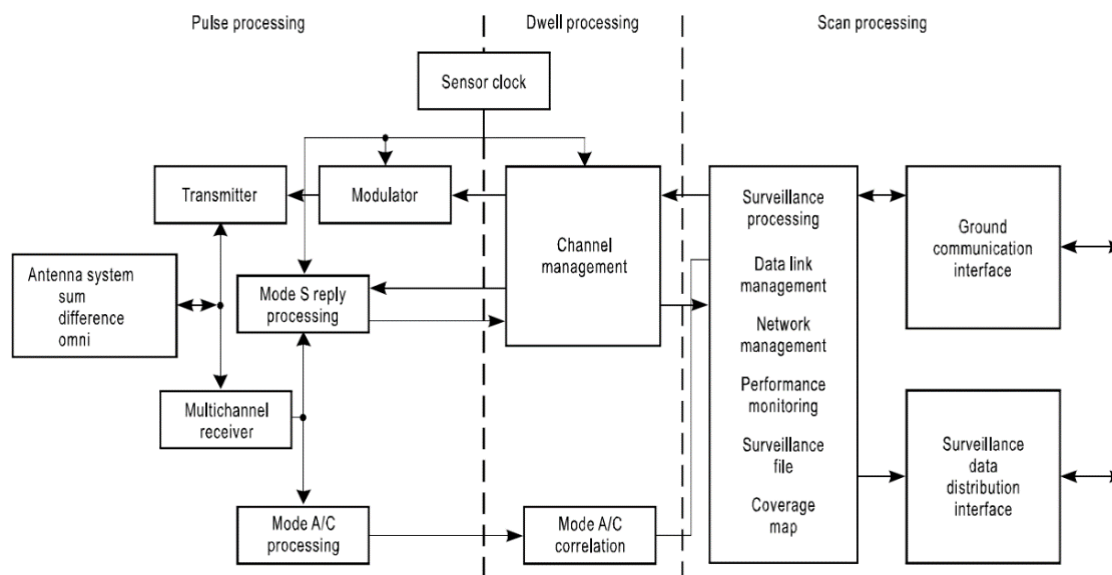 Pulse processing
Dwell processing
Scan processing
Sensor clock
Transmitter
Modulator
Channel
management
Antenna system
sum
difference
omni
Mode S reply
processing
Multichannel
receiver
Mode A/C
processing
Mode A/C
correlation
Surveillance
processing
Data link
management
Network
management
Performance
monitoring
Surveillance
file
Coverage
map
Ground
communication
interface
Surveillance
data
distribution
interface